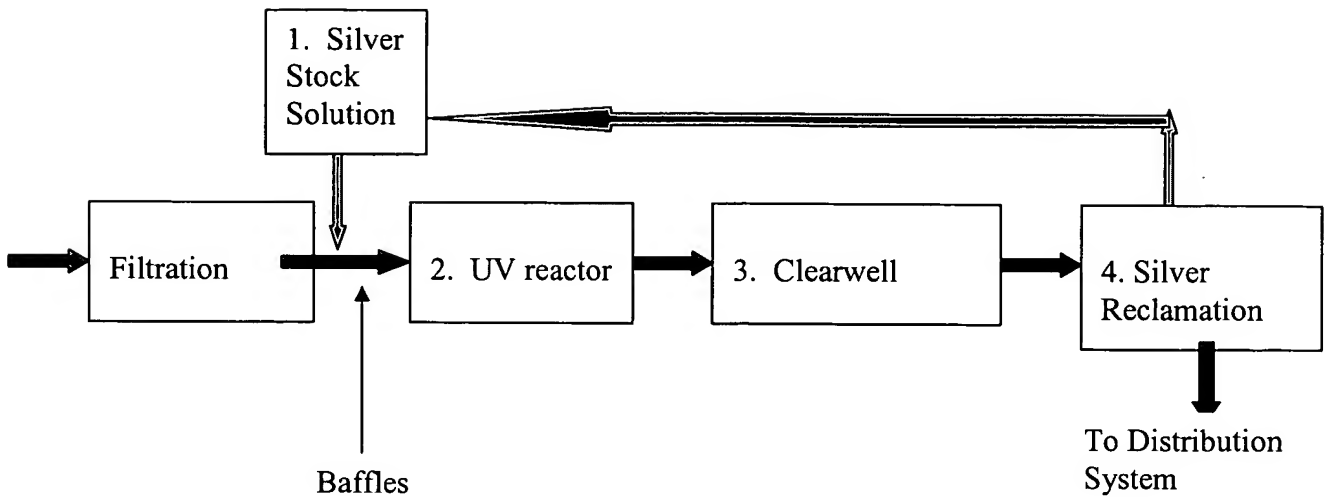 1. Silver
Stock
Solution
Filtration
2. UV reactor
3. Clearwell
4. Silver
Reclamation
Baffles
To Distribution
System